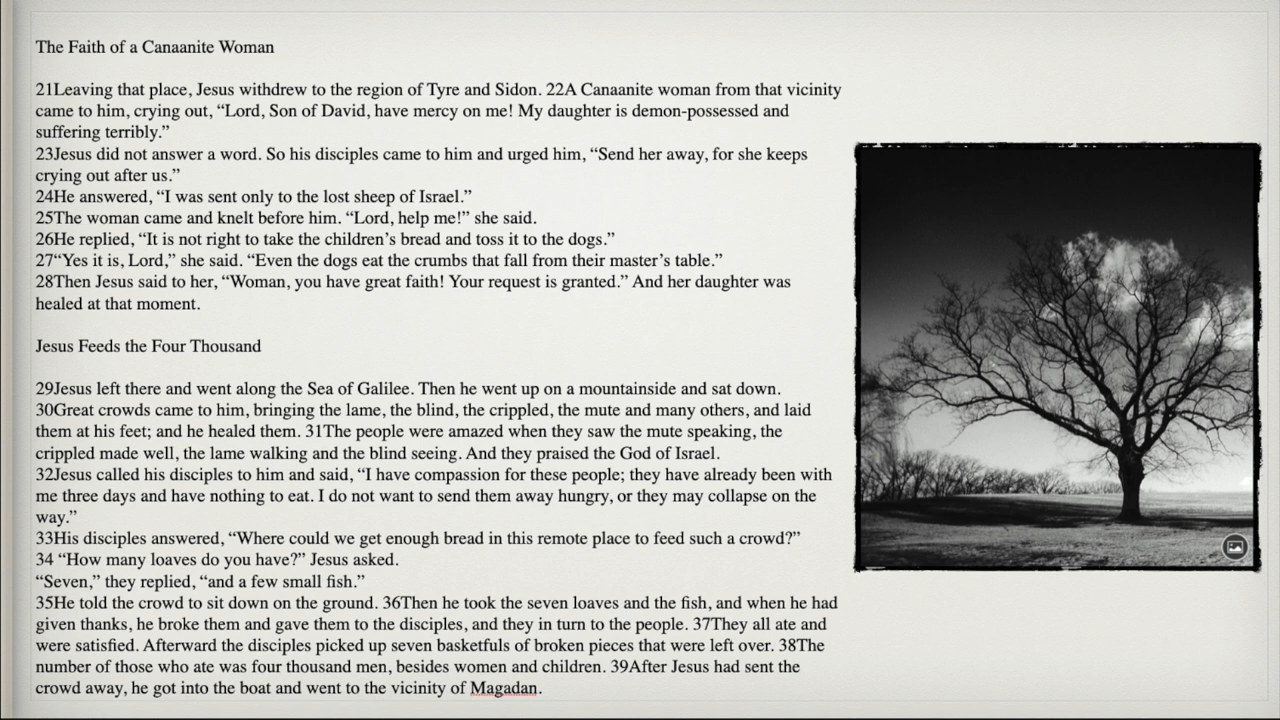 The Faith of a Canaanite Woman
21Leaving that place, Jesus withdrew to the region of Tyre and Sidon. 22A Canaanite woman from that vicinity
came to him, crying out, “Lord, Son of David, have mercy on me! My daughter is demon-possessed and
suffering terribly.”
23Jesus did not answer a word. So his disciples came to him and urged him, “Send her away, for she keeps
crying out after us.”
24He answered, “I was sent only to the lost sheep of Israel.”
25The woman came and knelt before him. “Lord, help me!” she said.
26He replied, “It is not right to take the children’s bread and toss it to the dogs.”
27“Yes it is, Lord,” she said. “Even the dogs eat the crumbs that fall from their master’s table.”
28Then Jesus said to her, “Woman, you have great faith! Your request is granted.” And her daughter was
healed at that moment.
Jesus Feeds the Four Thousand
29Jesus left there and went along the Sea of Galilee. Then he went up on a mountainside and sat down.
30Great crowds came to him, bringing the lame, the blind, the crippled, the mute and many others, and laid
them at his feet; and he healed them. 31The people were amazed when they saw the mute speaking, the
crippled made well, the lame walking and the blind seeing. And they praised the God of Israel.
32Jesus called his disciples to him and said, “I have compassion for these people; they have already been with
me three days and have nothing to eat. I do not want to send them away hungry, or they may collapse on the
way.”
33His disciples answered, “Where could we get enough bread in this remote place to feed such a crowd?”
34 “How many loaves do you have?” Jesus asked.
“Seven,” they replied, “and a few small fish.”
35He told the crowd to sit down on the ground. 36Then he took the seven loaves and the fish, and when he had
given thanks, he broke them and gave them to the disciples, and they in turn to the people. 37They all ate and
were satisfied. Afterward the disciples picked up seven basketfuls of broken pieces that were left over. 38The
number of those who ate was four thousand men, besides women and children. 39After Jesus had sent the
crowd away, he got into the boat and went to the vicinity of Magadan.